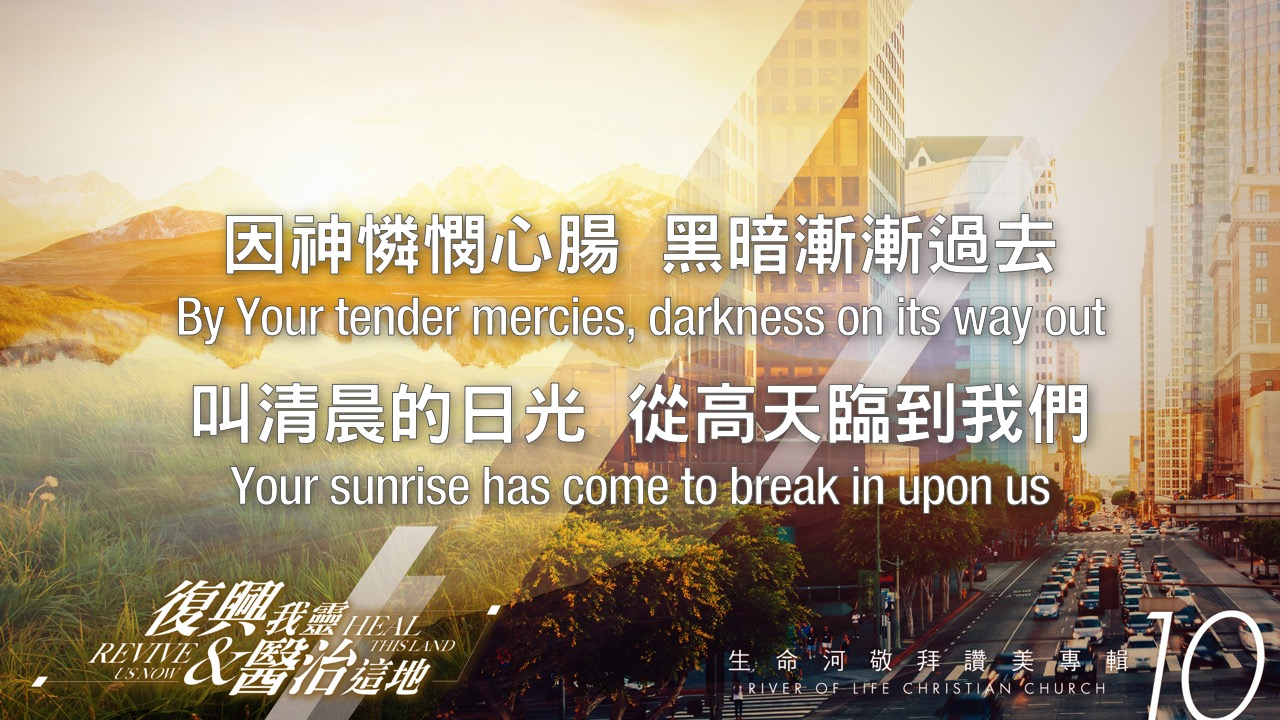 因神憐憫心腸 黑暗漸漸過去
By Your tender mercies, darkness on its way out
叫清晨的日光 從高天臨到我們
Your sunrise has come to break in upon us
復興我靈 HEAL
REVIVE THIS LAND
US NOW & 醫治這地
生命河敬拜讚美專輯 10
RIVER OF LIFE CHRISTIAN CHURCH